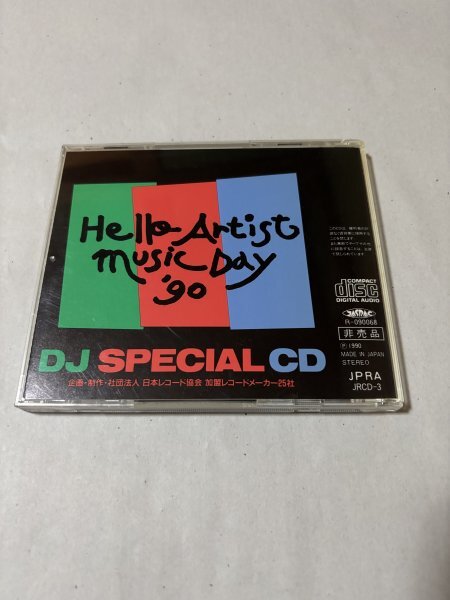 Hello Artist
music Day
'90
DJ SPECIAL CD
企画・制作・社団法人 日本レコード協会 加盟レコードメーカー25社
COMPACT
disc
DIGITAL AUDIO
JASRAC
R-090068
非売品
Ⓟ1990
MADE IN JAPAN
STEREO
JPRA
JRCD-3